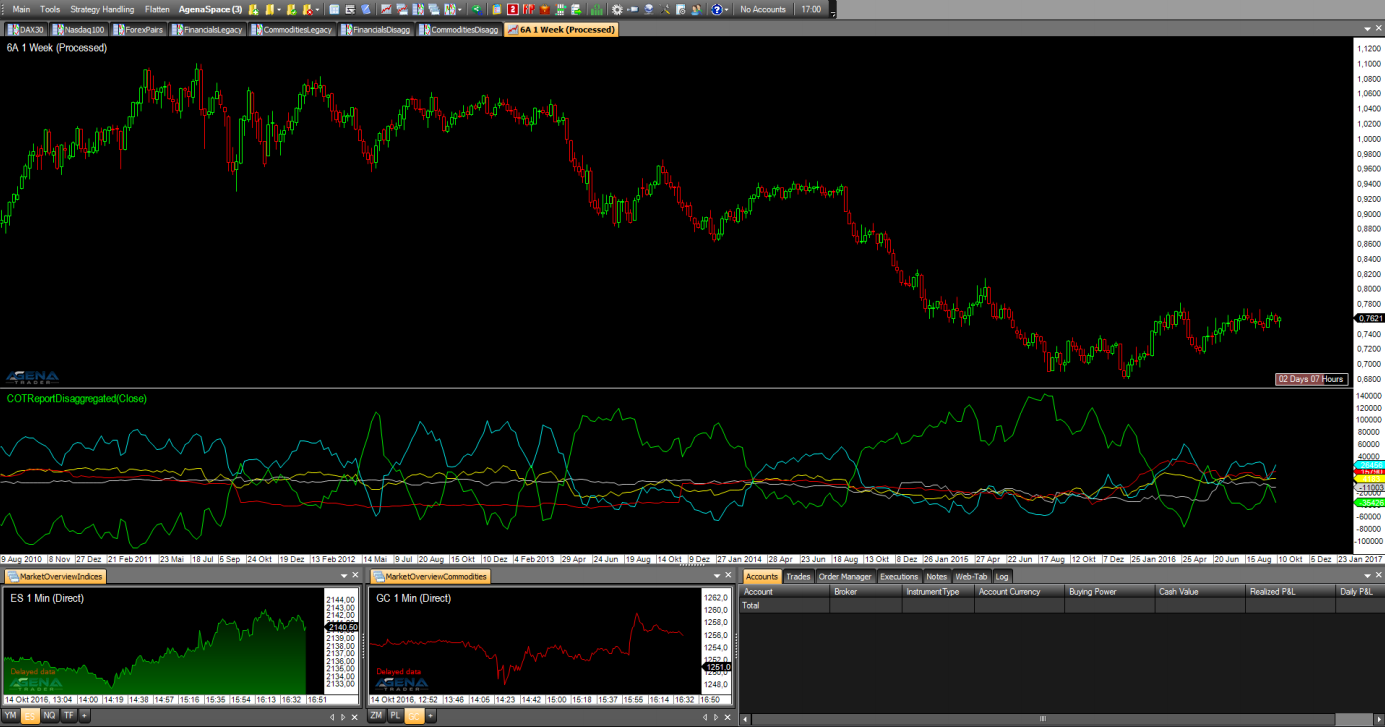 Main Tools Strategy Handling Flatten AgenaSpace (3) No Accounts 17:00
DAX30 Nasdaq100 ForexPairs FinancialsLegacy CommoditiesLegacy FinancialsDisagg CommoditiesDisagg 6A 1 Week (Processed)
6A 1 Week (Processed)
1,1200
1,1000
1,0800
1,0600
1,0400
1,0200
1,0000
0,9800
0,9600
0,9400
0,9200
0,9000
0,8800
0,8600
0,8400
0,8200
0,8000
0,7800
0,7621
0,7400
0,7200
0,7000
0,6800
AGENA
TRADER
02 Days 07 Hours
COTReportDisaggregated(Close)
140000
120000
100000
80000
60000
40000
-11003
-20000
-35426
-60000
-80000
-100000
9 Aug 2010 8 Nov 27 Dez 21 Feb 2011 23 Mai 18 Jul 5 Sep 24 Okt 19 Dez 13 Feb 2012 14 Mai 9 Jul 20 Aug 15 Okt 10 Dez 4 Feb 2013 29 Apr 24 Jun 19 Aug 14 Okt 9 Dez 27 Jan 2014 28 Apr 23 Jun 18 Aug 13 Okt 8 Dez 26 Jan 2015 27 Apr 22 Jun 17 Aug 12 Okt 7 Dez 25 Jan 2016 25 Apr 20 Jun 16 Aug 10 Okt 5 Dez 23 Jan 2017
MarketOverviewIndices
ES 1 Min (Direct)
2144,00
2143,00
2142,00
2140,50
2139,00
2138,00
2137,00
2136,00
2135,00
2134,00
2133,00
Delayed data
AGENA
TRADER
14 Okt 2016, 13:04 14:00 14:19 14:38 14:57 15:16 15:35 15:54 16:13 16:32 16:51
YM ES NQ TF +
MarketOverviewCommodities
GC 1 Min (Direct)
1262,0
1260,0
1258,0
1256,0
1254,0
1252,0
1251,0
1248,0
Delayed data
AGENA
TRADER
14 Okt 2016, 12:52 13:46 14:05 14:23 14:42 15:00 15:18 15:37 15:55 16:14 16:32 16:50
ZM PL GC +
Accounts Trades Order Manager Executions Notes Web-Tab Log
Account Broker InstrumentType Account Currency Buying Power Cash Value Realized P&L Daily P&L
Total